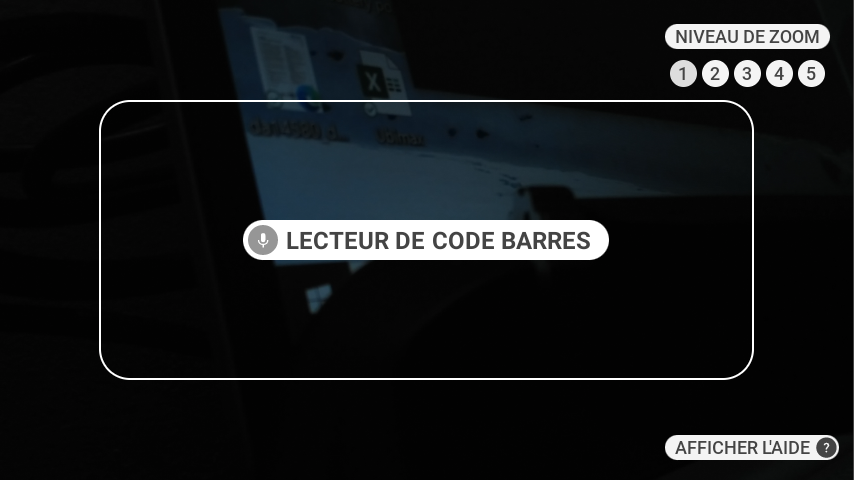 NIVEAU DE ZOOM
1 2 3 4 5
X
LECTEUR DE CODE BARRES
AFFICHER L'AIDE ?